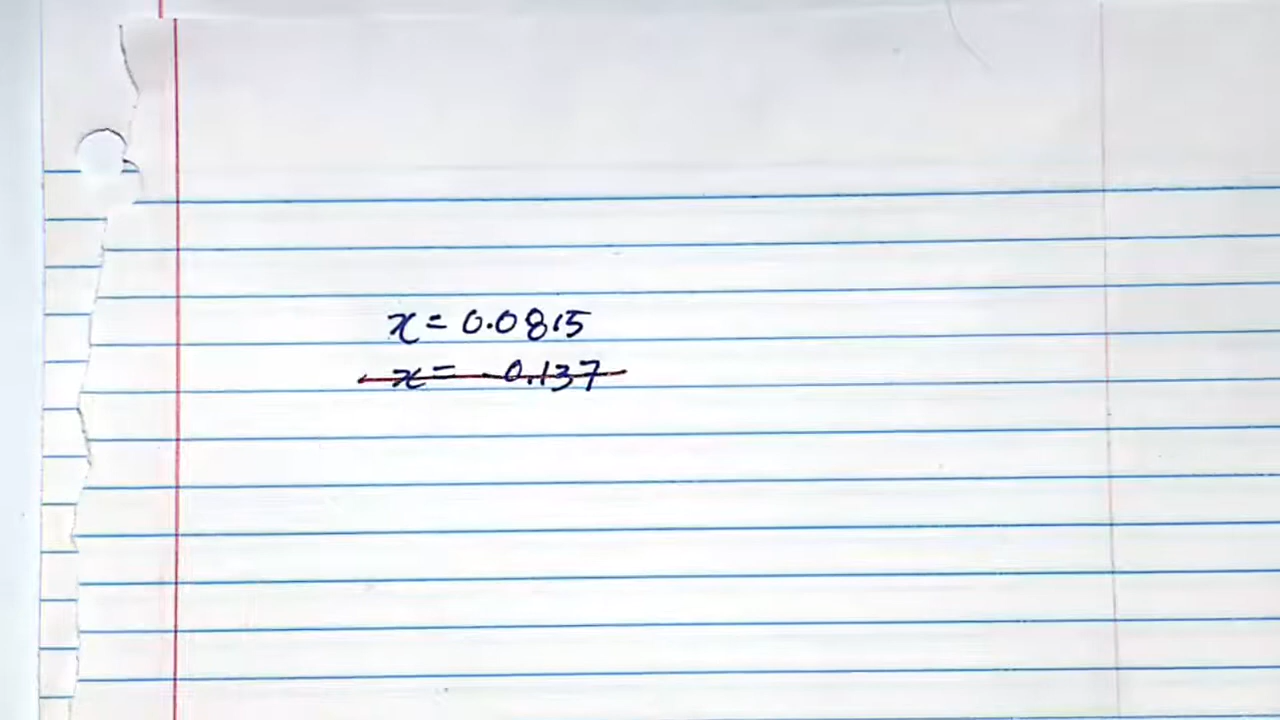 x = 0.0815
x = -0.137